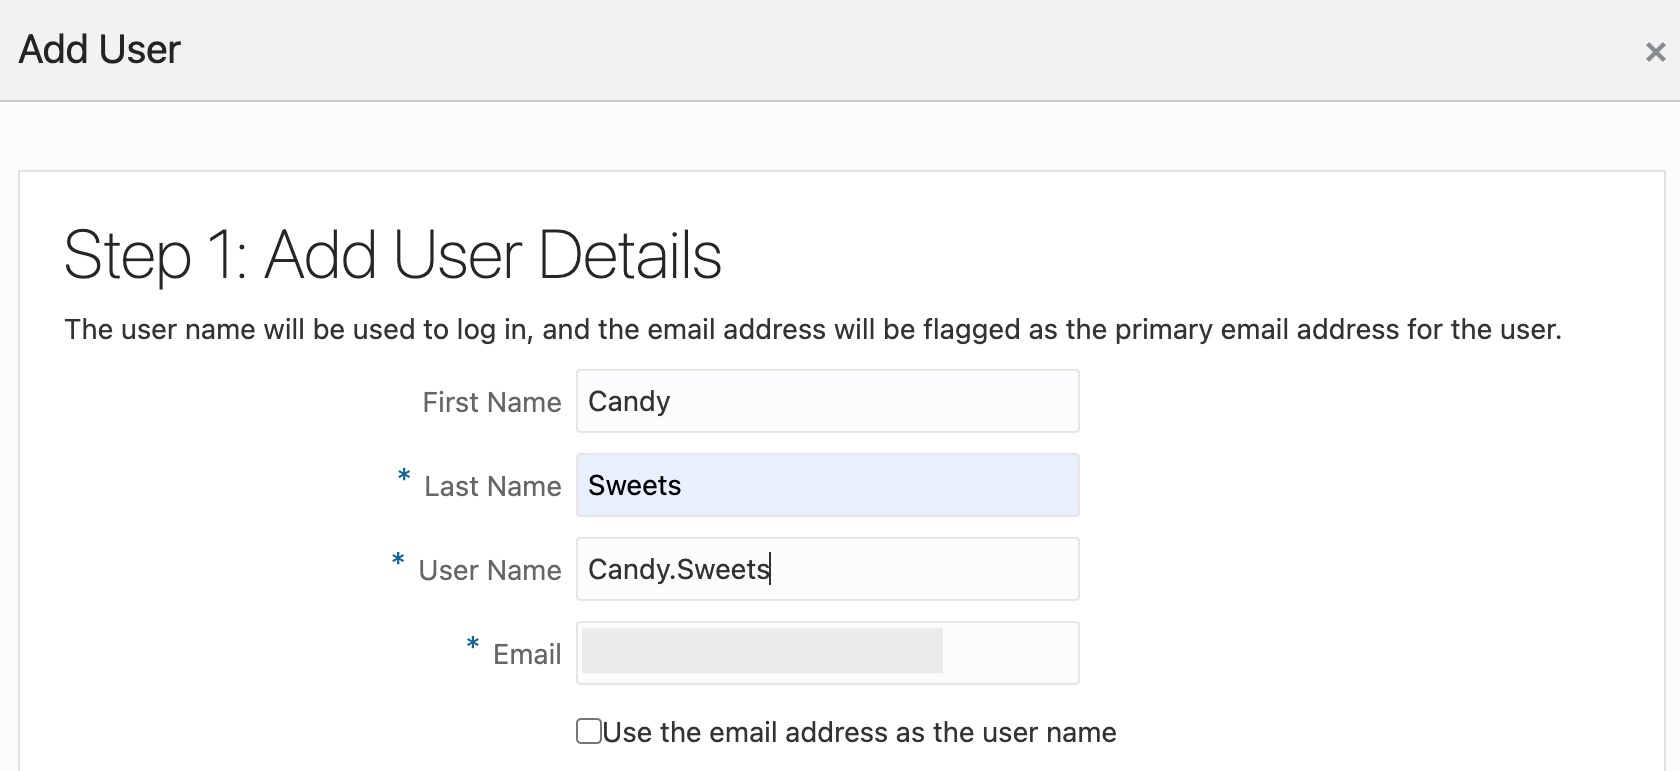 Add User
×
Step 1: Add User Details
The user name will be used to log in, and the email address will be flagged as the primary email address for the user.
First Name Candy
* Last Name Sweets
* User Name Candy.Sweets
* Email
Use the email address as the user name